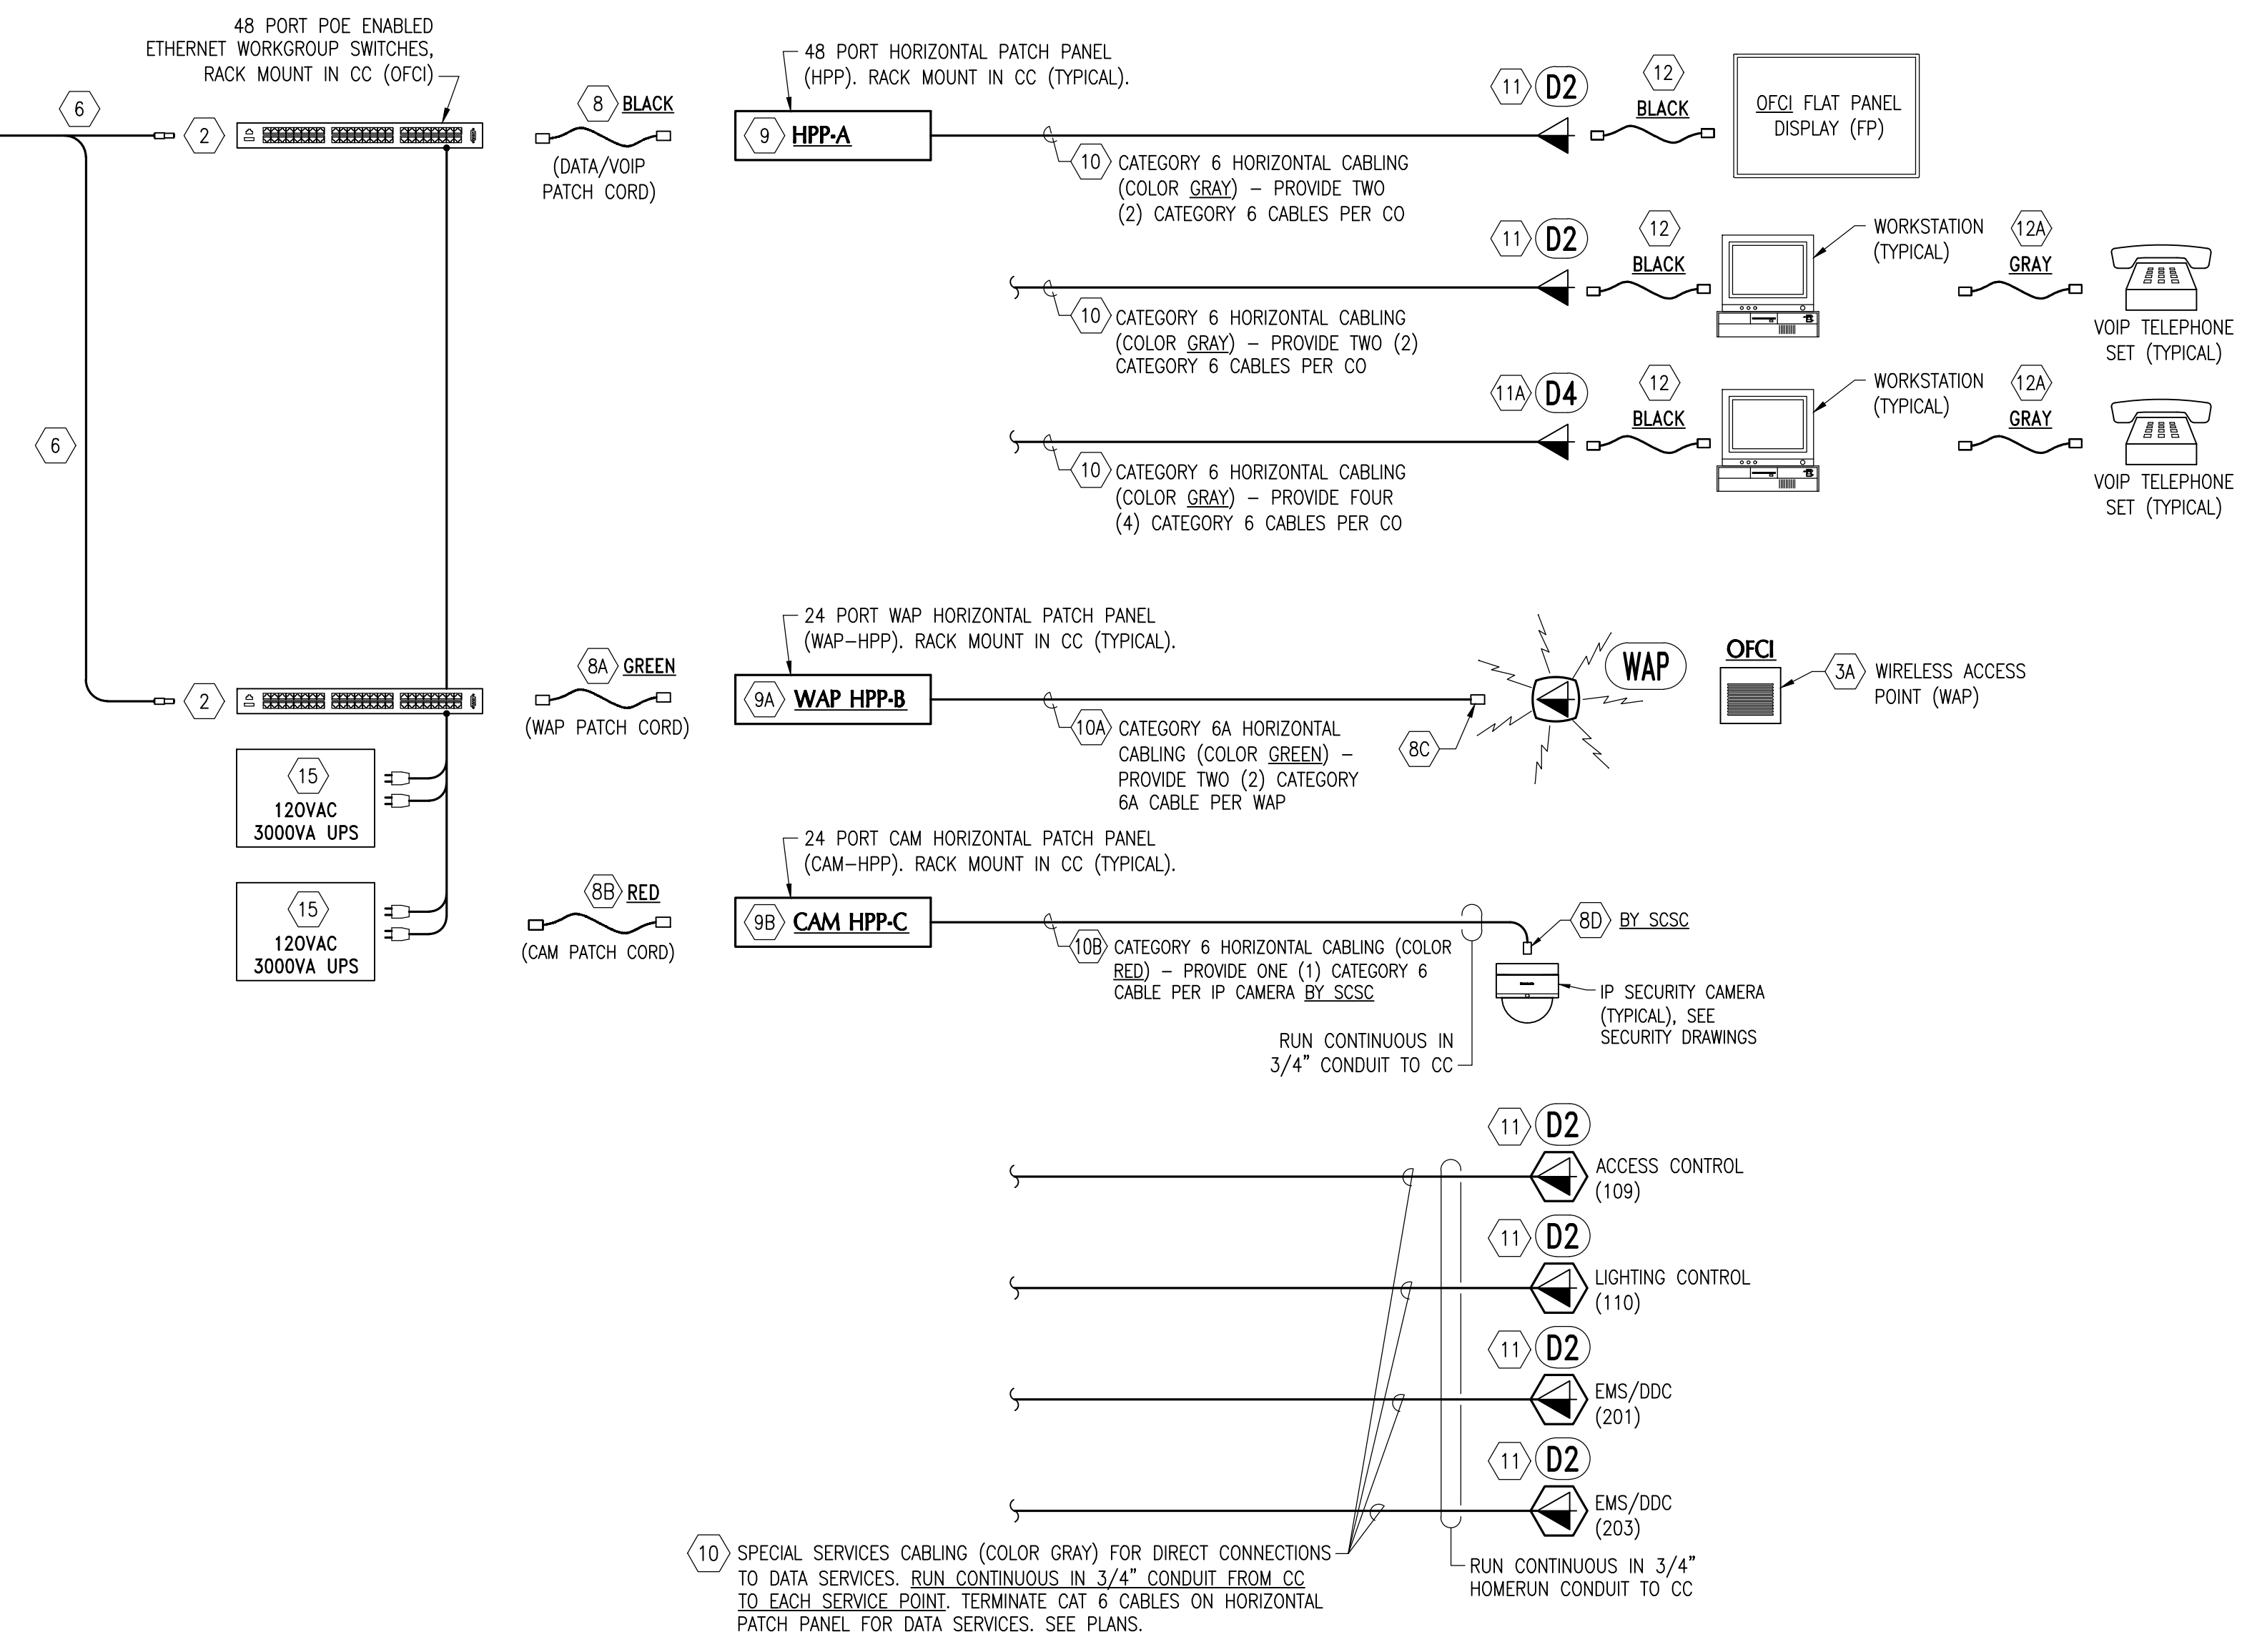 48 PORT POE ENABLED
ETHERNET WORKGROUP SWITCHES,
RACK MOUNT IN CC (OFCI)
6
2
8 BLACK
(DATA/VOIP
PATCH CORD)
48 PORT HORIZONTAL PATCH PANEL
(HPP). RACK MOUNT IN CC (TYPICAL).
9 HPP-A
10 CATEGORY 6 HORIZONTAL CABLING
(COLOR GRAY) – PROVIDE TWO
(2) CATEGORY 6 CABLES PER CO
11 D2
12
BLACK
OFCI FLAT PANEL
DISPLAY (FP)
10 CATEGORY 6 HORIZONTAL CABLING
(COLOR GRAY) – PROVIDE TWO (2)
CATEGORY 6 CABLES PER CO
11 D2
12
BLACK
WORKSTATION
(TYPICAL)
12A
GRAY
VOIP TELEPHONE
SET (TYPICAL)
6
10 CATEGORY 6 HORIZONTAL CABLING
(COLOR GRAY) – PROVIDE FOUR
(4) CATEGORY 6 CABLES PER CO
11A D4
12
BLACK
WORKSTATION
(TYPICAL)
12A
GRAY
VOIP TELEPHONE
SET (TYPICAL)
2
8A GREEN
(WAP PATCH CORD)
24 PORT WAP HORIZONTAL PATCH PANEL
(WAP-HPP). RACK MOUNT IN CC (TYPICAL).
9A WAP HPP-B
10A CATEGORY 6A HORIZONTAL
CABLING (COLOR GREEN) –
PROVIDE TWO (2) CATEGORY
6A CABLE PER WAP
8C
WAP
OFCI
3A WIRELESS ACCESS
POINT (WAP)
15
120VAC
3000VA UPS
15
120VAC
3000VA UPS
8B RED
(CAM PATCH CORD)
24 PORT CAM HORIZONTAL PATCH PANEL
(CAM-HPP). RACK MOUNT IN CC (TYPICAL).
9B CAM HPP-C
10B CATEGORY 6 HORIZONTAL CABLING (COLOR
RED) – PROVIDE ONE (1) CATEGORY 6
CABLE PER IP CAMERA BY SCSC
8D BY SCSC
IP SECURITY CAMERA
(TYPICAL), SEE
SECURITY DRAWINGS
RUN CONTINUOUS IN
3/4" CONDUIT TO CC
11 D2
ACCESS CONTROL
(109)
11 D2
LIGHTING CONTROL
(110)
11 D2
EMS/DDC
(201)
11 D2
EMS/DDC
(203)
10 SPECIAL SERVICES CABLING (COLOR GRAY) FOR DIRECT CONNECTIONS
TO DATA SERVICES. RUN CONTINUOUS IN 3/4" CONDUIT FROM CC
TO EACH SERVICE POINT. TERMINATE CAT 6 CABLES ON HORIZONTAL
PATCH PANEL FOR DATA SERVICES. SEE PLANS.
RUN CONTINUOUS IN 3/4"
HOMERUN CONDUIT TO CC